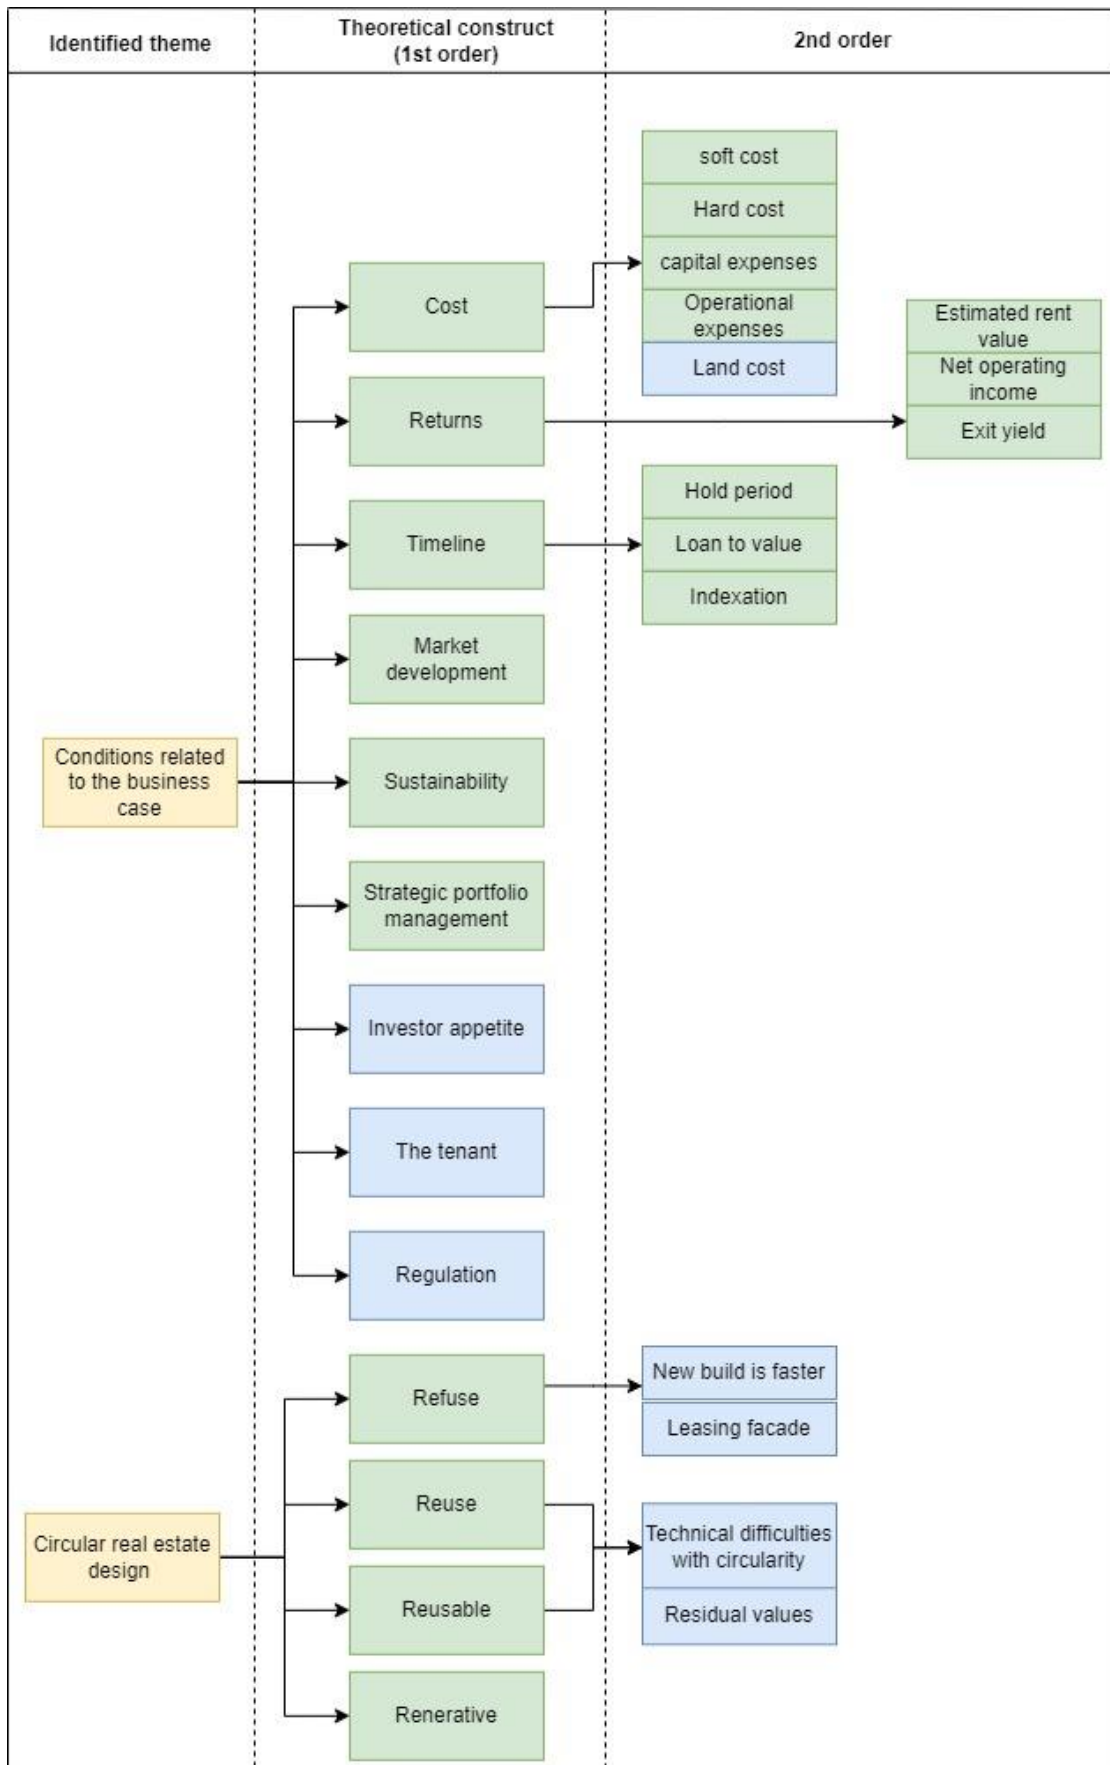 Identified theme
Theoretical construct
(1st order)
2nd order
soft cost
Hard cost
capital expenses
Operational
expenses
Land cost
Cost
Estimated rent
value
Net operating
income
Exit yield
Returns
Hold period
Loan to value
Indexation
Timeline
Market
development
Conditions related
to the business
case
Sustainability
Strategic portfolio
management
Investor appetite
The tenant
Regulation
Refuse
New build is faster
Leasing facade
Reuse
Circular real estate
design
Technical difficulties
with circularity
Reusable
Residual values
Renerative